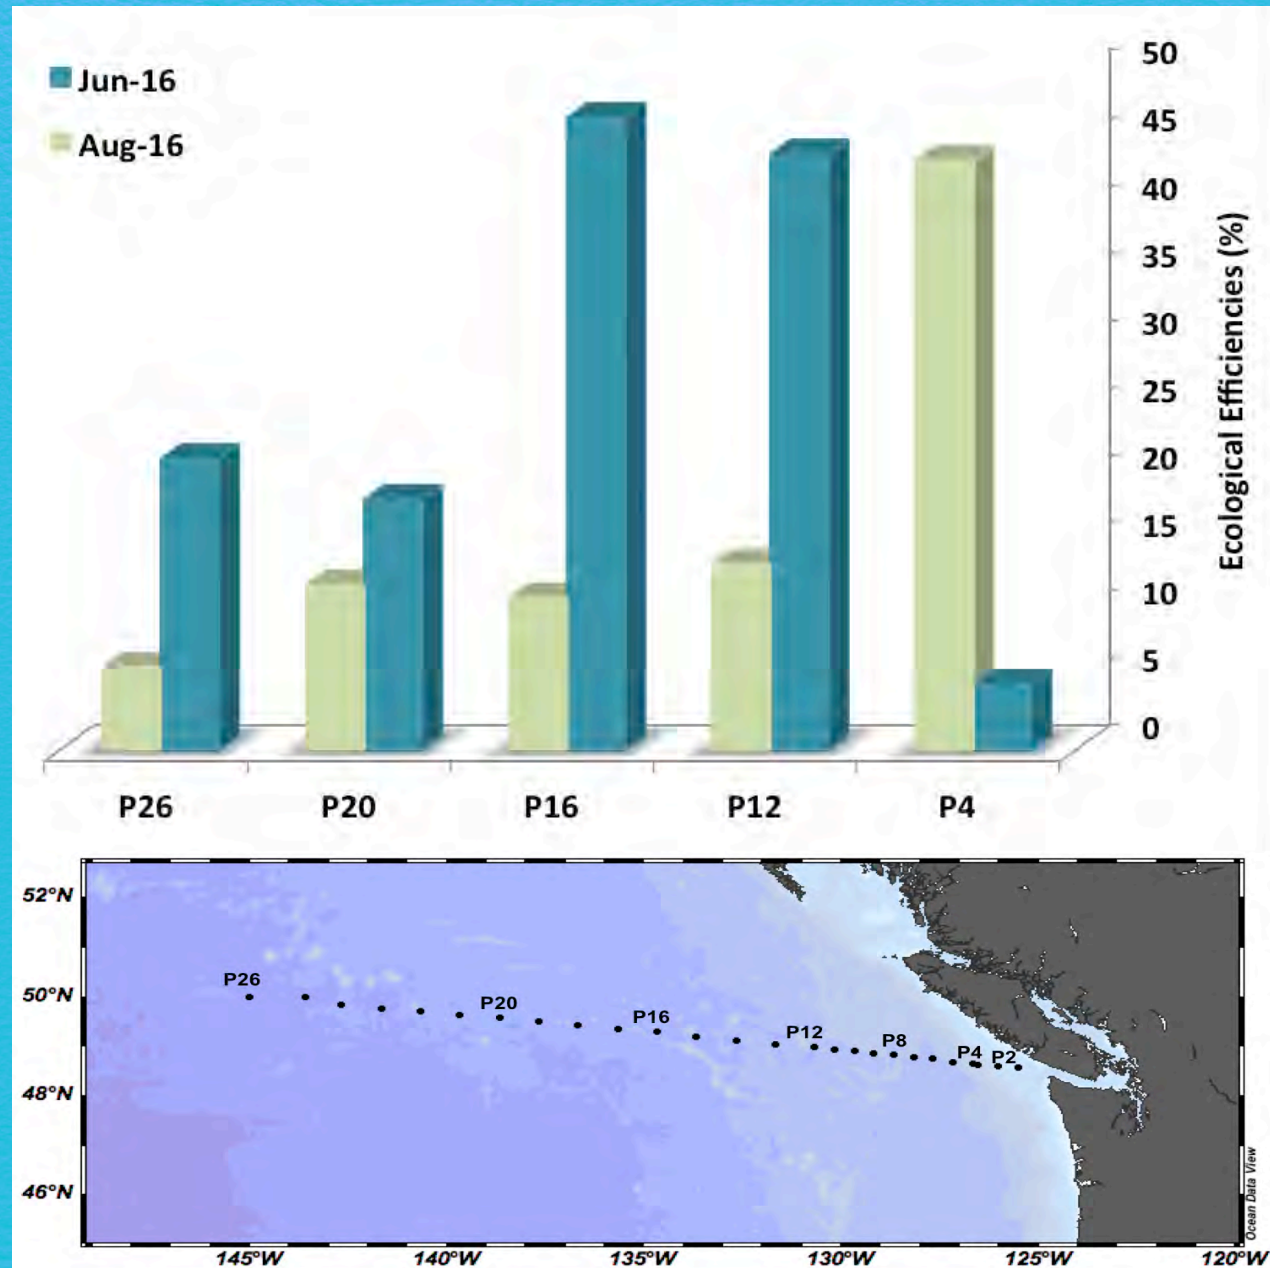 Jun-16
Aug-16
50
45
40
35
30
25
20
15
10
5
0
Ecological Efficiencies (%)
P26 P20 P16 P12 P4
52°N
50°N
48°N
46°N
P26
P20
P16
P12
P8
P4
P2
145°W 140°W 135°W 130°W 125°W 120°W
Ocean Data View